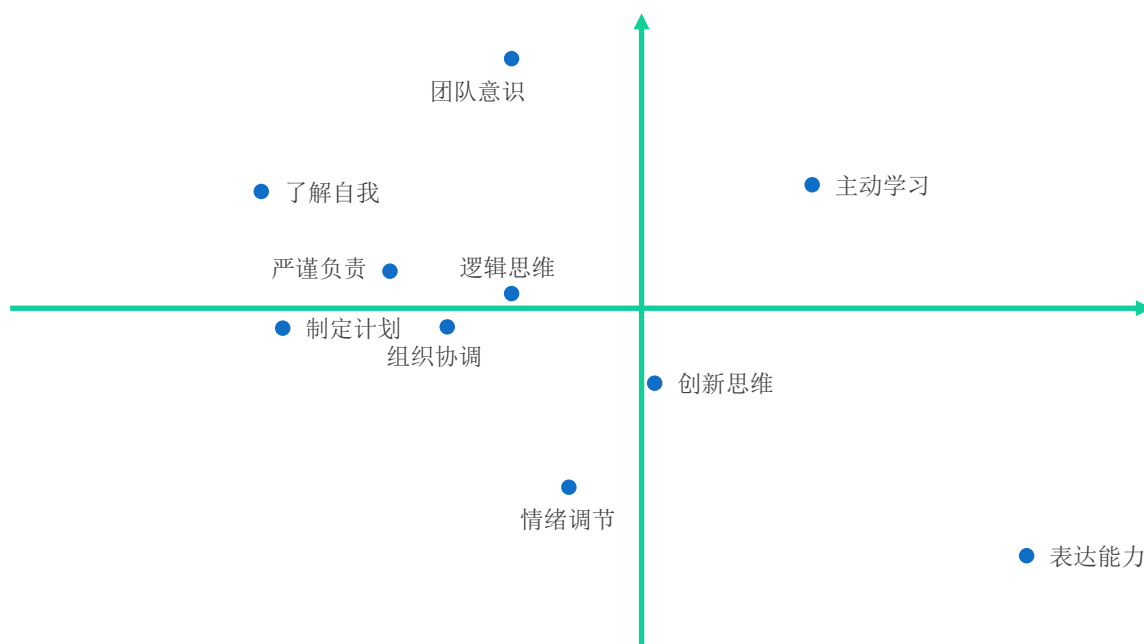 团队意识
主动学习
了解自我
严谨负责
逻辑思维
制定计划
组织协调
创新思维
情绪调节
表达能力